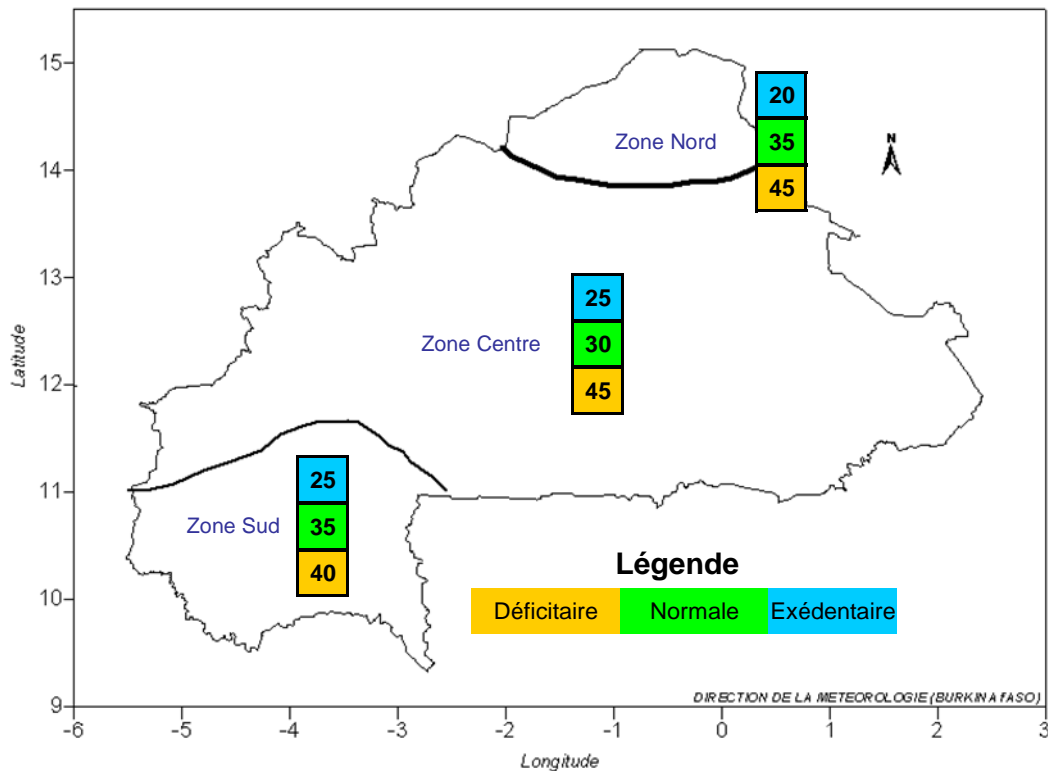 15
20
N
Zone Nord
35
14
45
13
25
Zone Centre
30
Latitude
12
45
11
25
Zone Sud
35
Légende
40
10
Déficitaire Normale Exédentaire
DIRECTION DE LA METEOROLOGIE (BURKINA FASO)
9
-6 -5 -4 -3 -2 -1 0 1 2 3
Longitude